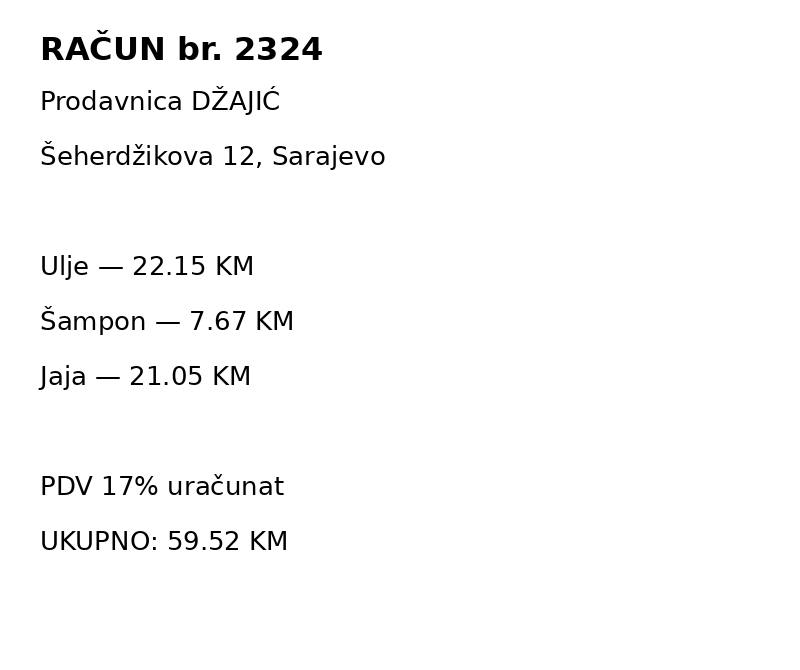 RAČUN br. 2324
Prodavnica DŽAJIĆ
Šeherdžikova 12, Sarajevo
Ulje — 22.15 KM
Šampon — 7.67 KM
Jaja — 21.05 KM
PDV 17% uračunat
UKUPNO: 59.52 KM